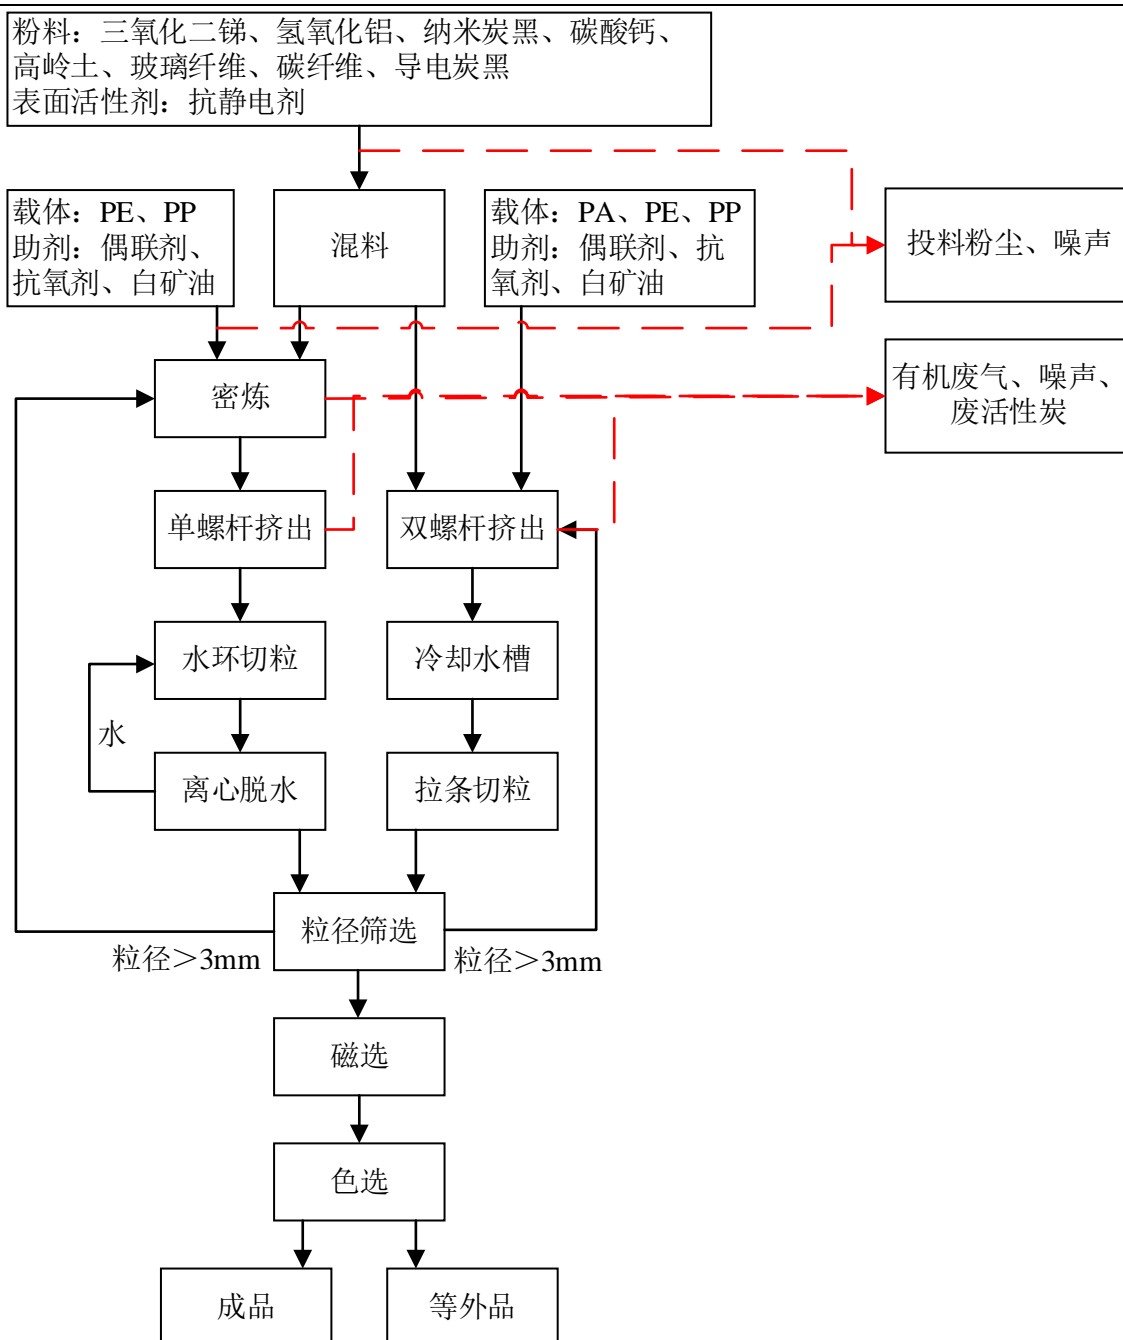 粉料：三氧化二锑、氢氧化铝、纳米炭黑、碳酸钙、
高岭土、玻璃纤维、碳纤维、导电炭黑
表面活性剂：抗静电剂
载体：PE、PP
助剂：偶联剂、
抗氧剂、白矿油
混料
载体：PA、PE、PP
助剂：偶联剂、抗
氧剂、白矿油
投料粉尘、噪声
密炼
有机废气、噪声、
废活性炭
单螺杆挤出
双螺杆挤出
水环切粒
冷却水槽
水
离心脱水
拉条切粒
粒径筛选
粒径＞3mm
粒径＞3mm
磁选
色选
成品
等外品